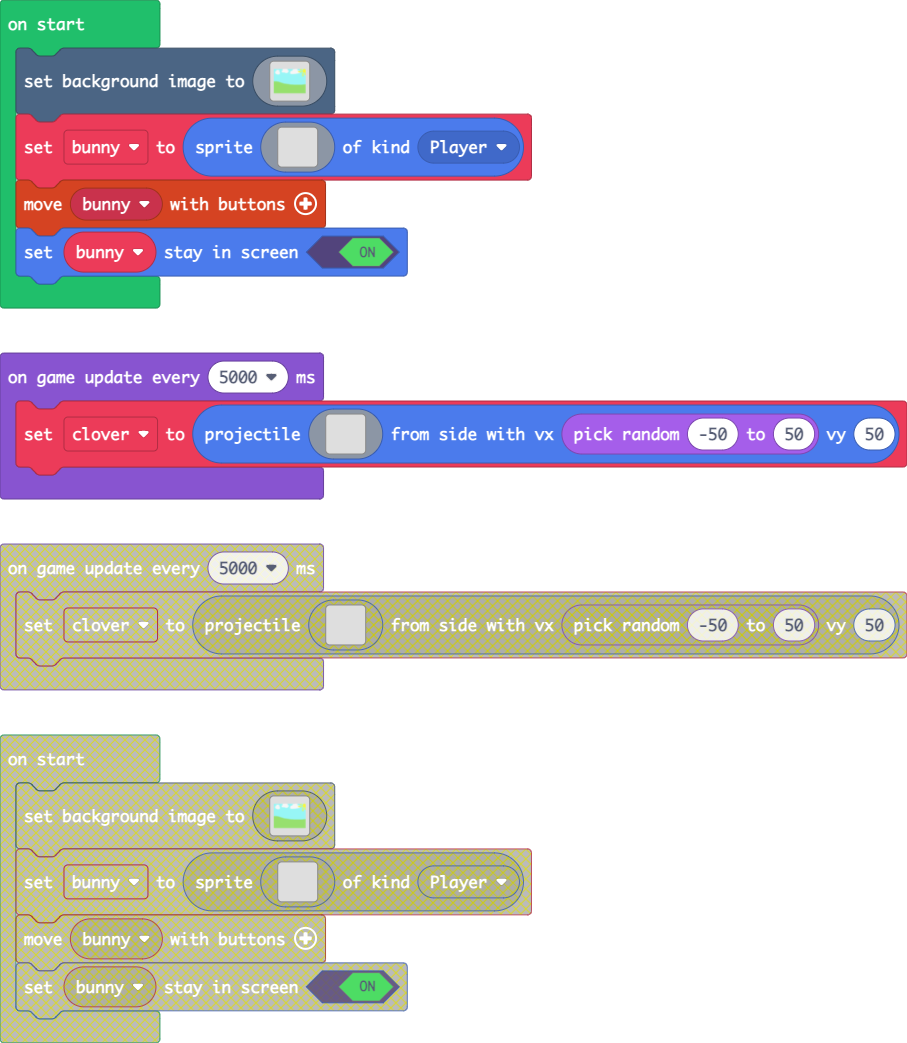 on start
set background image to
set bunny to sprite of kind Player
move bunny with buttons
set bunny stay in screen ON
on game update every 5000 ms
set clover to projectile from side with vx pick random -50 to 50 vy 50
on game update every 5000 ms
set clover to projectile from side with vx pick random -50 to 50 vy 50
on start
set background image to
set bunny to sprite of kind Player
move bunny with buttons
set bunny stay in screen ON